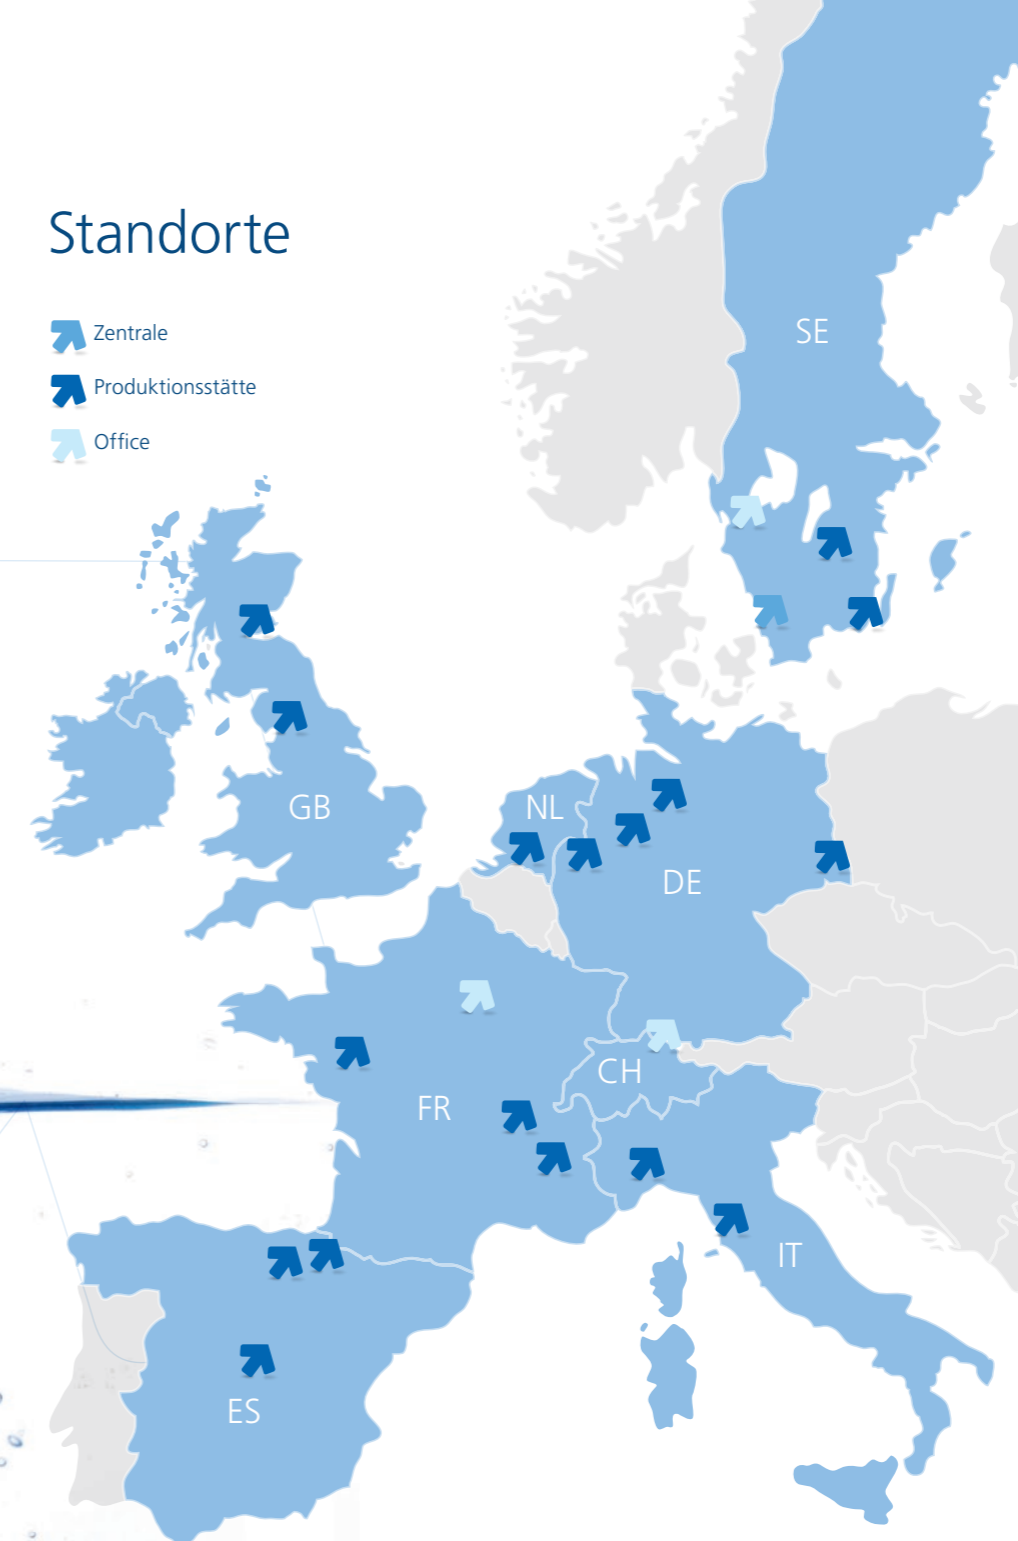 Standorte
Zentrale
Produktionsstätte
Office
SE
GB
NL
DE
CH
FR
IT
ES